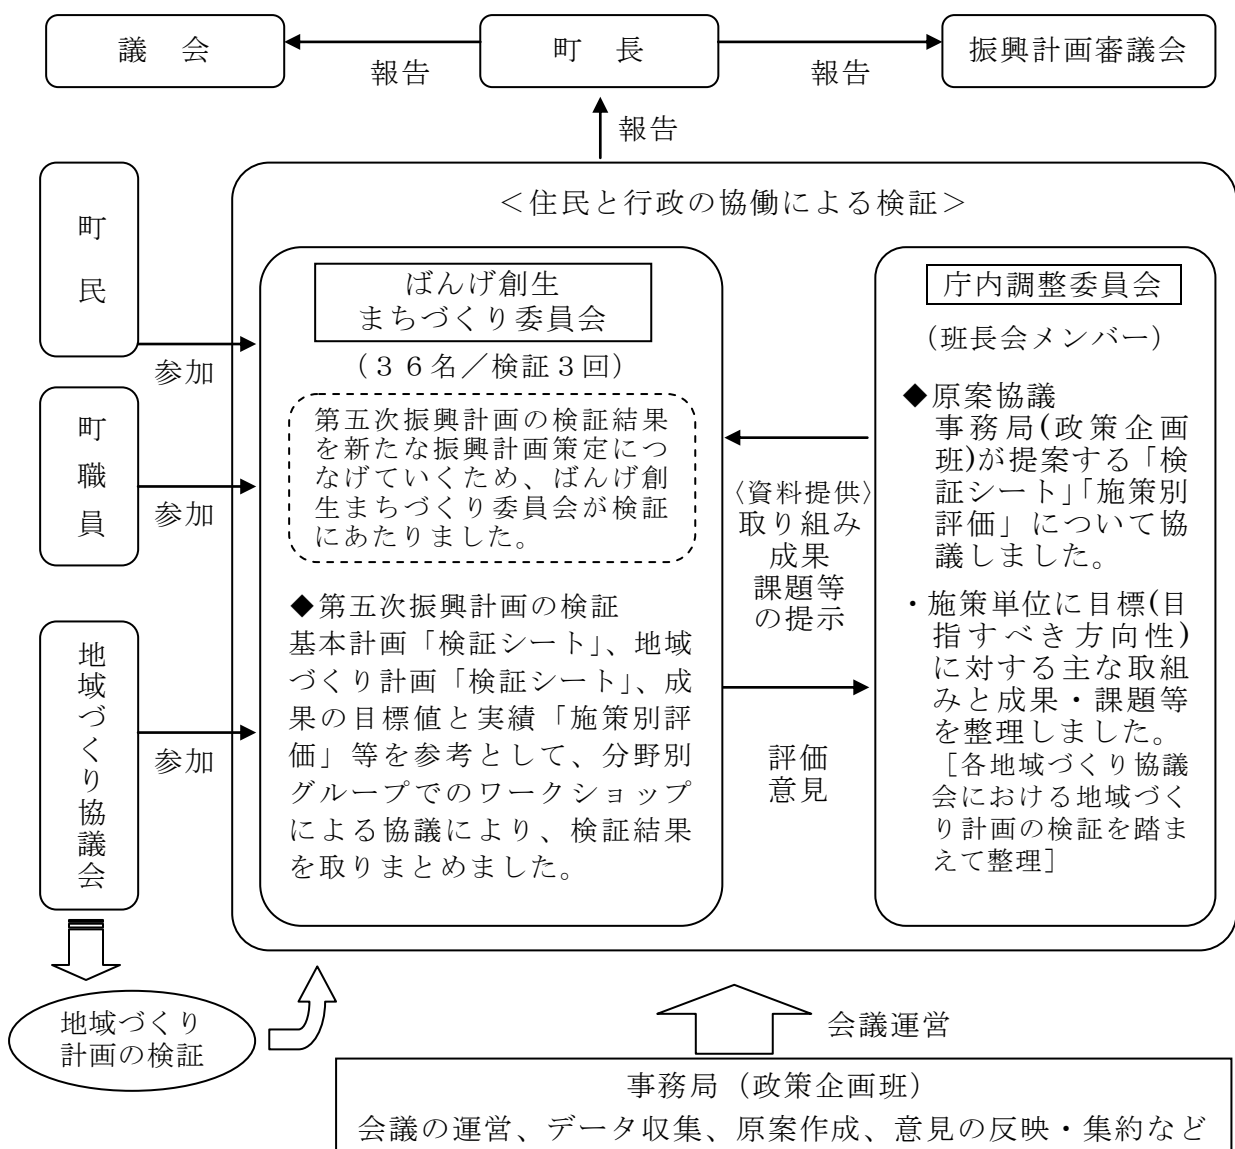 議　会
町　長
振興計画審議会
報告
報告
報告
町民
町職員
地域づくり協議会
参加
参加
参加
＜住民と行政の協働による検証＞
ばんげ創生
まちづくり委員会
（３６名／検証３回）
第五次振興計画の検証結果
を新たな振興計画策定につ
なげていくため、ばんげ創
生まちづくり委員会が検証
にあたりました。
◆第五次振興計画の検証
基本計画「検証シート」、地域
づくり計画「検証シート」、成
果の目標値と実績「施策別評
価」等を参考として、分野別
グループでのワークショップ
による協議により、検証結果
を取りまとめました。
〈資料提供〉
取り組み
成果
課題等
の提示
評価
意見
庁内調整委員会
（班長会メンバー）
◆原案協議
事務局(政策企画
班)が提案する「検
証シート」「施策別
評価」について協
議しました。
・施策単位に目標(目
指すべき方向性)
に対する主な取組
みと成果・課題等
を整理しました。
［各地域づくり協議
会における地域づく
り計画の検証を踏ま
えて整理］
地域づくり
計画の検証
会議運営
事務局（政策企画班）
会議の運営、データ収集、原案作成、意見の反映・集約など